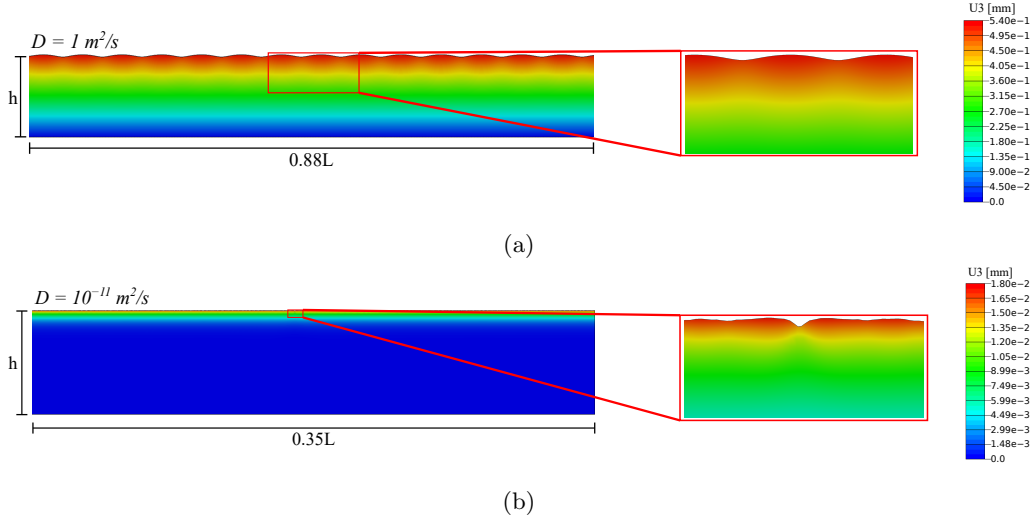 D = 1 m²/s
h
0.88L
U3 [mm]
5.40e-1
4.95e-1
4.50e-1
4.05e-1
3.60e-1
3.15e-1
2.70e-1
2.25e-1
1.80e-1
1.35e-1
9.00e-2
4.50e-2
0.0
(a)
D = 10⁻¹¹ m²/s
h
0.35L
U3 [mm]
1.80e-2
1.65e-2
1.50e-2
1.35e-2
1.20e-2
1.05e-2
8.99e-3
7.49e-3
5.99e-3
4.49e-3
2.99e-3
1.48e-3
0.0
(b)